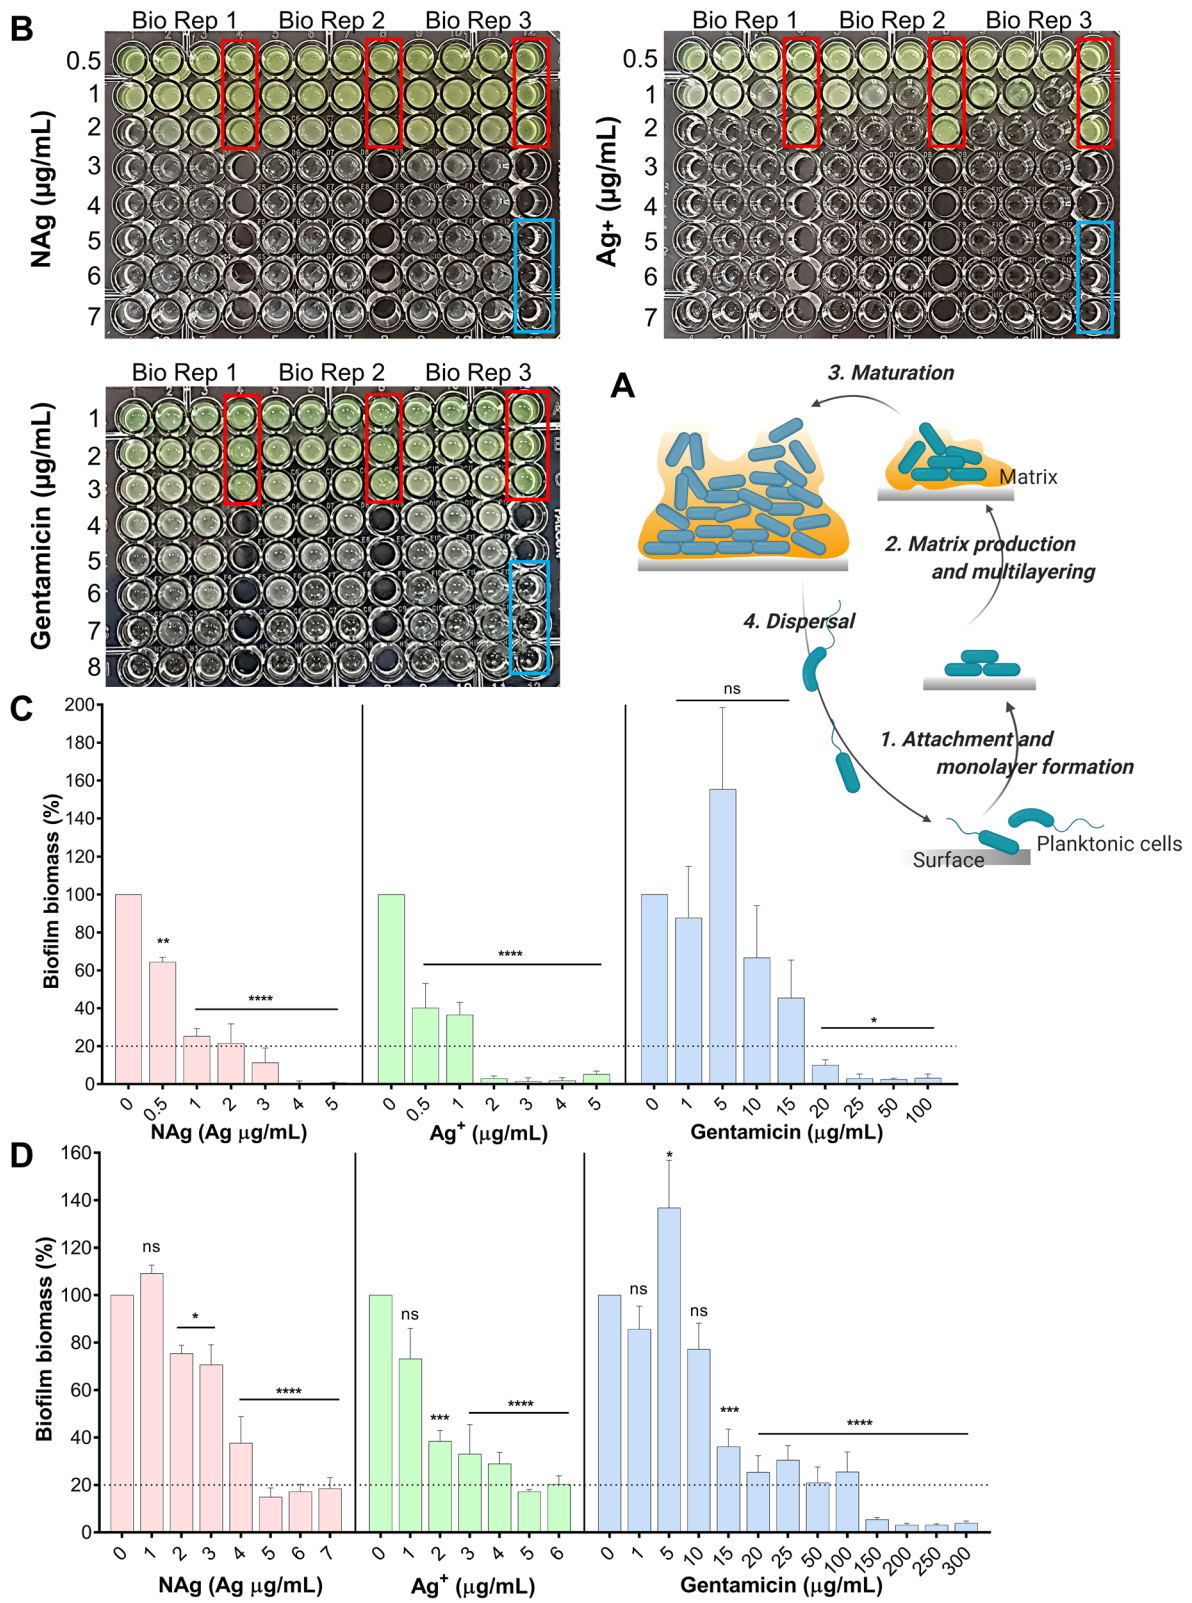 B
Bio Rep 1 Bio Rep 2 Bio Rep 3
NAg (µg/mL)
0.5
1
2
3
4
5
6
7
Bio Rep 1 Bio Rep 2 Bio Rep 3
Ag+ (µg/mL)
0.5
1
2
3
4
5
6
7
Bio Rep 1 Bio Rep 2 Bio Rep 3
Gentamicin (µg/mL)
1
2
3
4
5
6
7
8
A
3. Maturation
Matrix
2. Matrix production
and multilayering
4. Dispersal
1. Attachment and
monolayer formation
Planktonic cells
Surface
C
Biofilm biomass (%)
200
180
160
140
120
100
80
60
40
20
0
**
****
****
ns
*
0 0.5 1 2 3 4 5
NAg (Ag µg/mL)
0 0.5 1 2 3 4 5
Ag⁺ (µg/mL)
0 1 5 10 15 20 25 50 100
Gentamicin (µg/mL)
D
Biofilm biomass (%)
160
140
120
100
80
60
40
20
0
ns
*
****
ns
***
****
ns
*
ns
***
****
0 1 2 3 4 5 6 7
NAg (Ag µg/mL)
0 1 2 3 4 5 6
Ag⁺ (µg/mL)
0 1 5 10 15 20 25 50 100 150 200 250 300
Gentamicin (µg/mL)